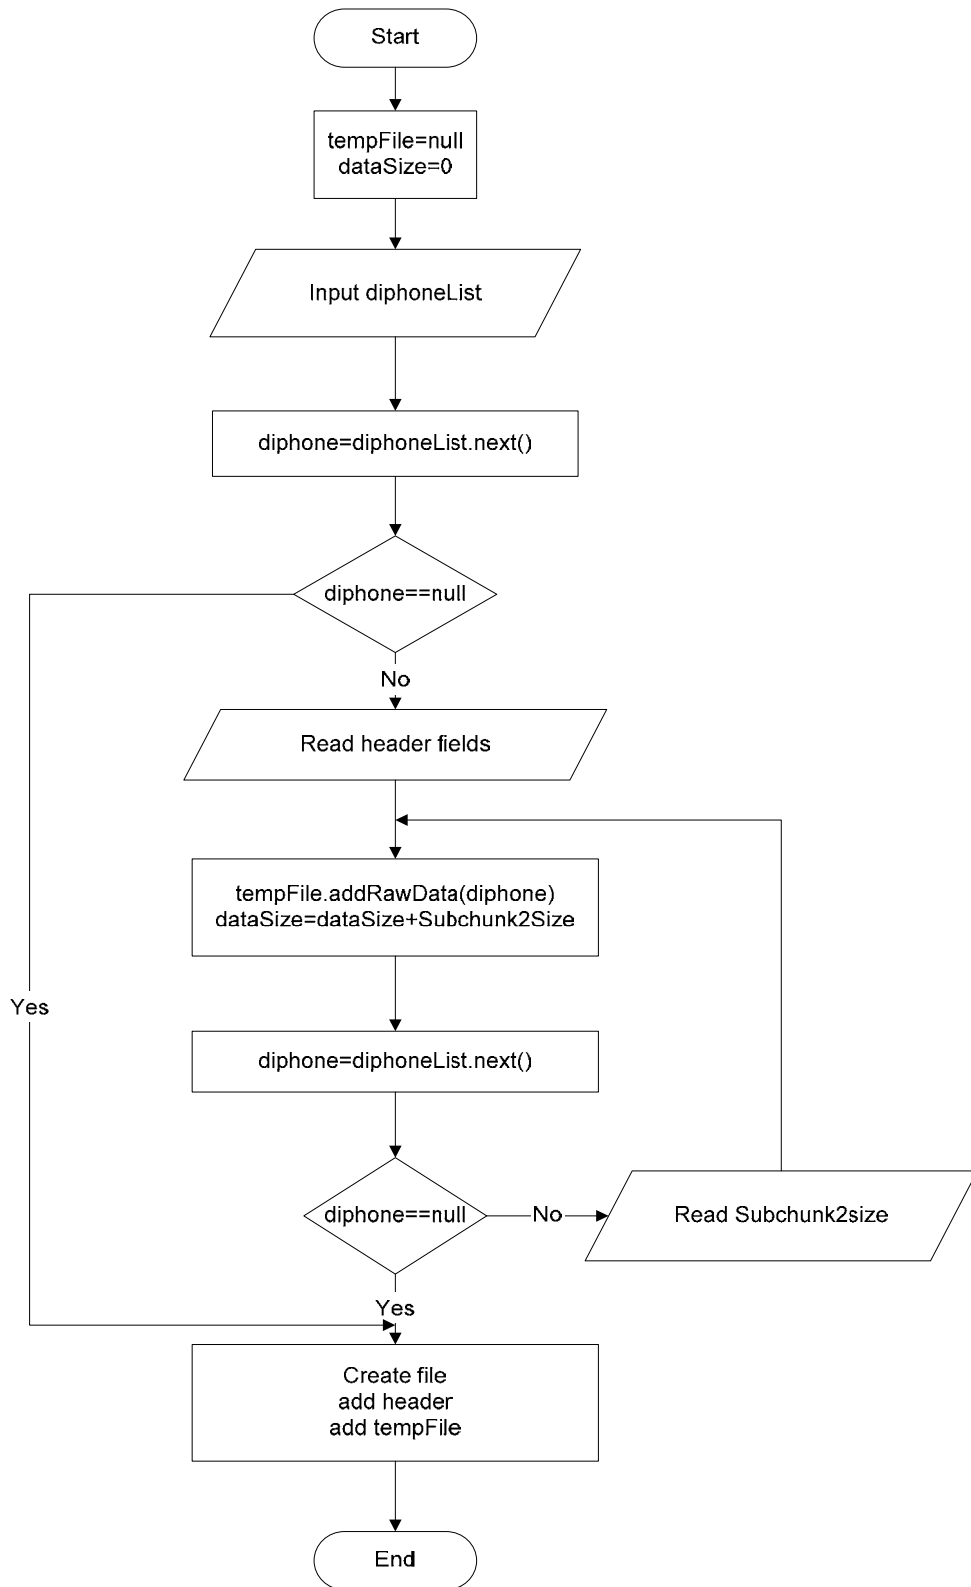 Start
tempFile=null
dataSize=0
Input diphoneList
diphone=diphoneList.next()
diphone==null
No
Read header fields
tempFile.addRawData(diphone)
dataSize=dataSize+Subchunk2Size
Yes
diphone=diphoneList.next()
diphone==null
No
Read Subchunk2size
Yes
Create file
add header
add tempFile
End